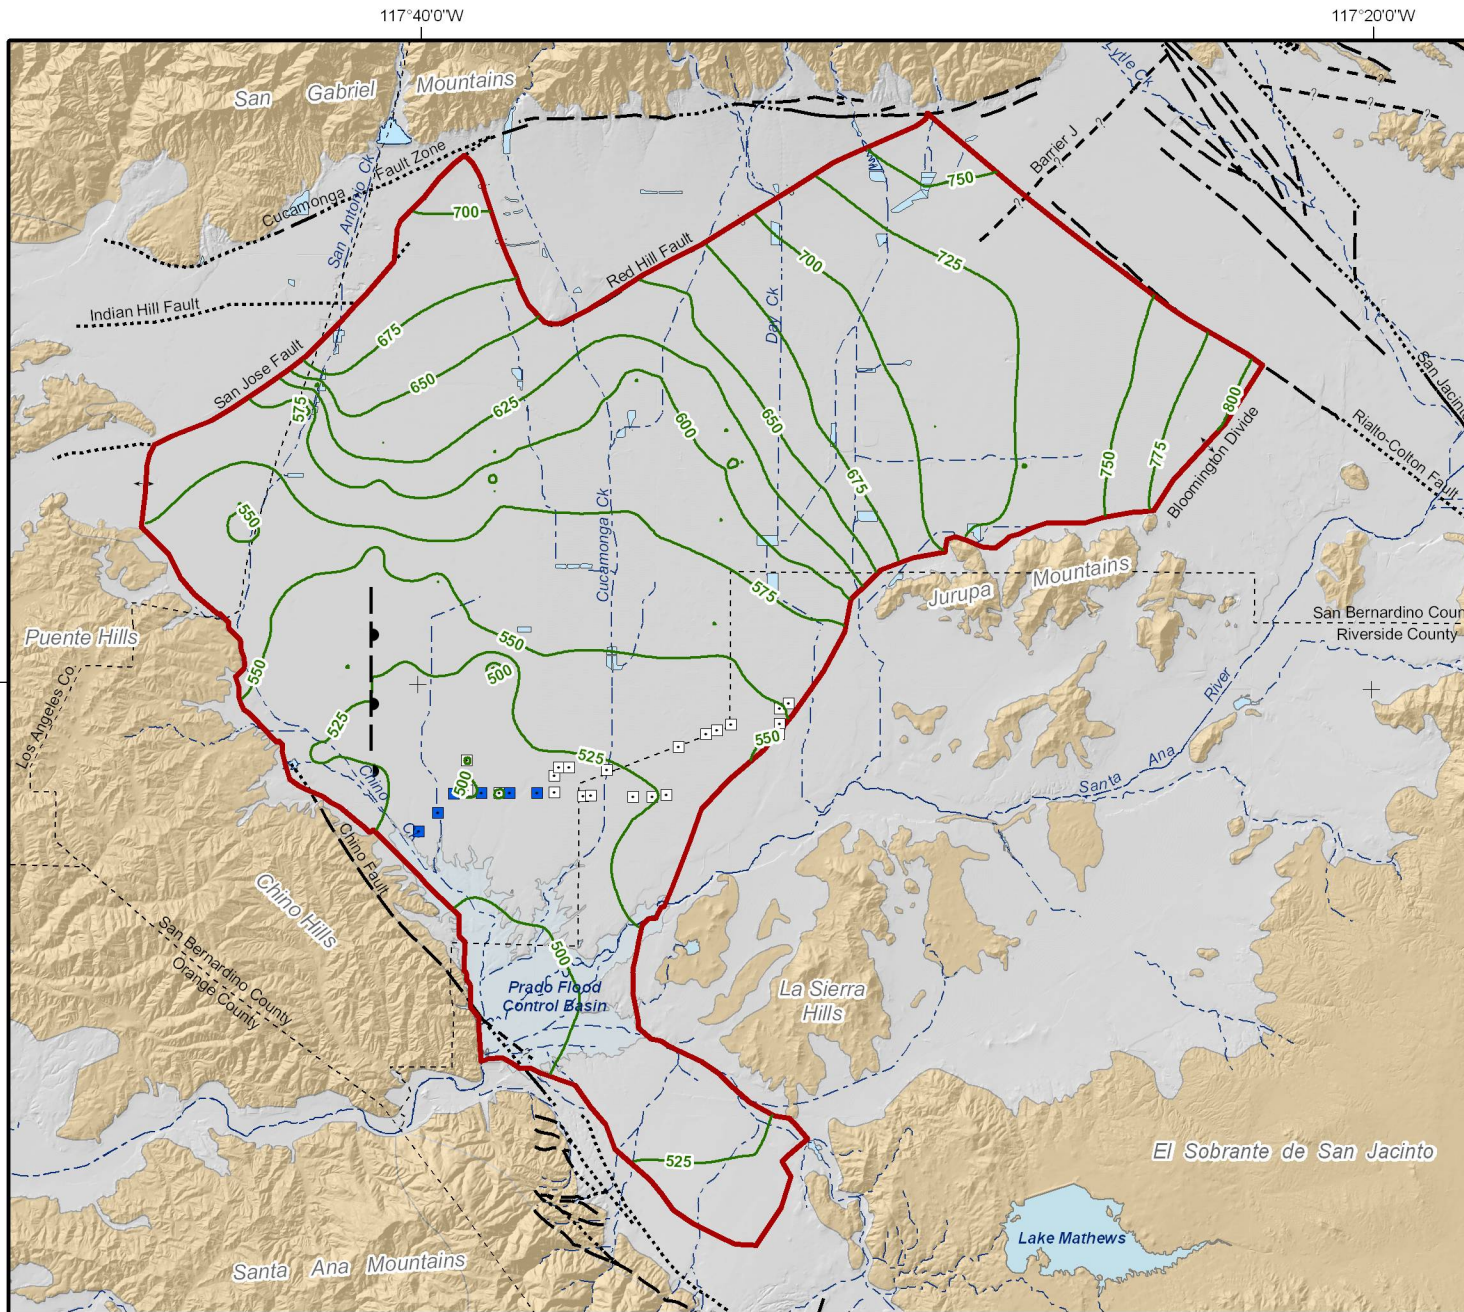 117°40'0"W
117°20'0"W
San Gabriel Mountains
Lytle Ck
Barrier J
?
?
?
?
?
?
Cucamonga Fault Zone
San Antonio Ck
750
700
Red Hill Fault
700
725
Indian Hill Fault
Day Ck
675
San Jose Fault
650
625
575
600
650
675
750
775
800
Bloomington Divide
San Jacinto
Rialto-Colton Fault
550
Cucamonga Ck
575
Jurupa Mountains
San Bernardino Coun
Riverside County
Puente Hills
Los Angeles Co
550
550
500
525
525
550
River
Santa Ana
Chino
C
500
Chino Fault
Chino Hills
San Bernardino County
Orange County
500
Prado Flood
Control Basin
La Sierra
Hills
525
El Sobrante de San Jacinto
Lake Mathews
Santa Ana Mountains